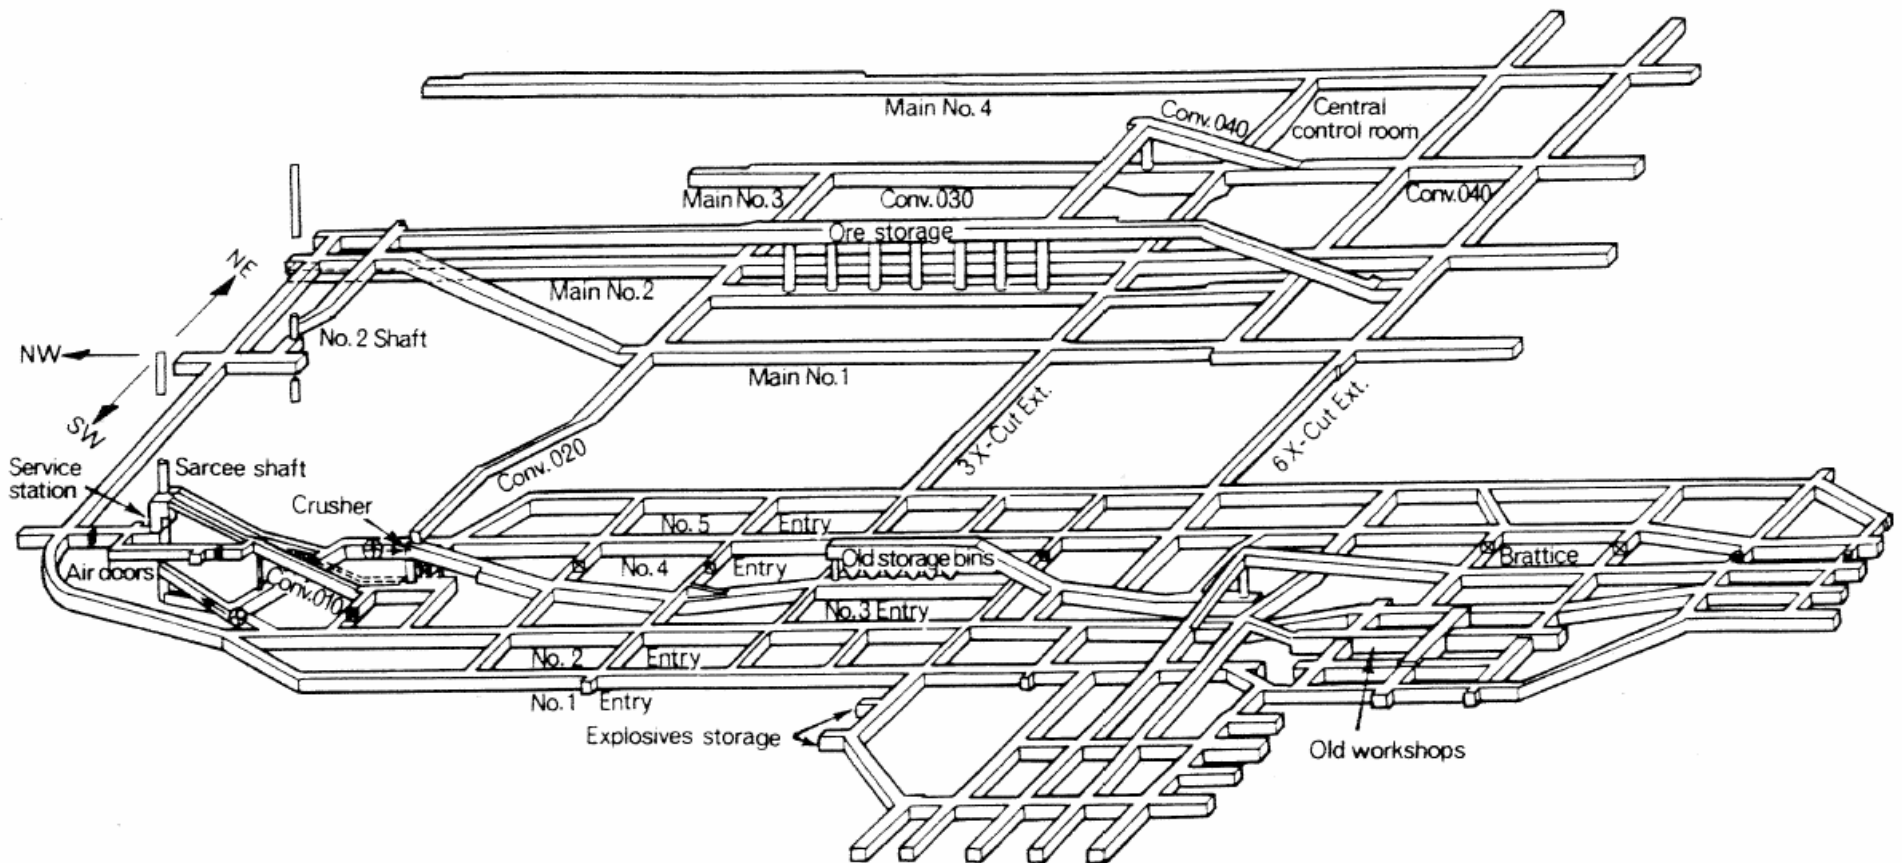 Main No. 4
Conv. 040
Central
control room
Main No. 3
Conv. 030
Conv. 040
Ore storage
NE
Main No. 2
No. 2 Shaft
NW
Main No. 1
SW
3 X-Cut Ext.
6 X-Cut Ext.
Service
station
Sarcee shaft
Conv. 020
Crusher
No. 5 Entry
Air doors
Conv. 010
No. 4 Entry
Old storage bins
Brattice
No. 3 Entry
No. 2 Entry
No. 1 Entry
Explosives storage
Old workshops